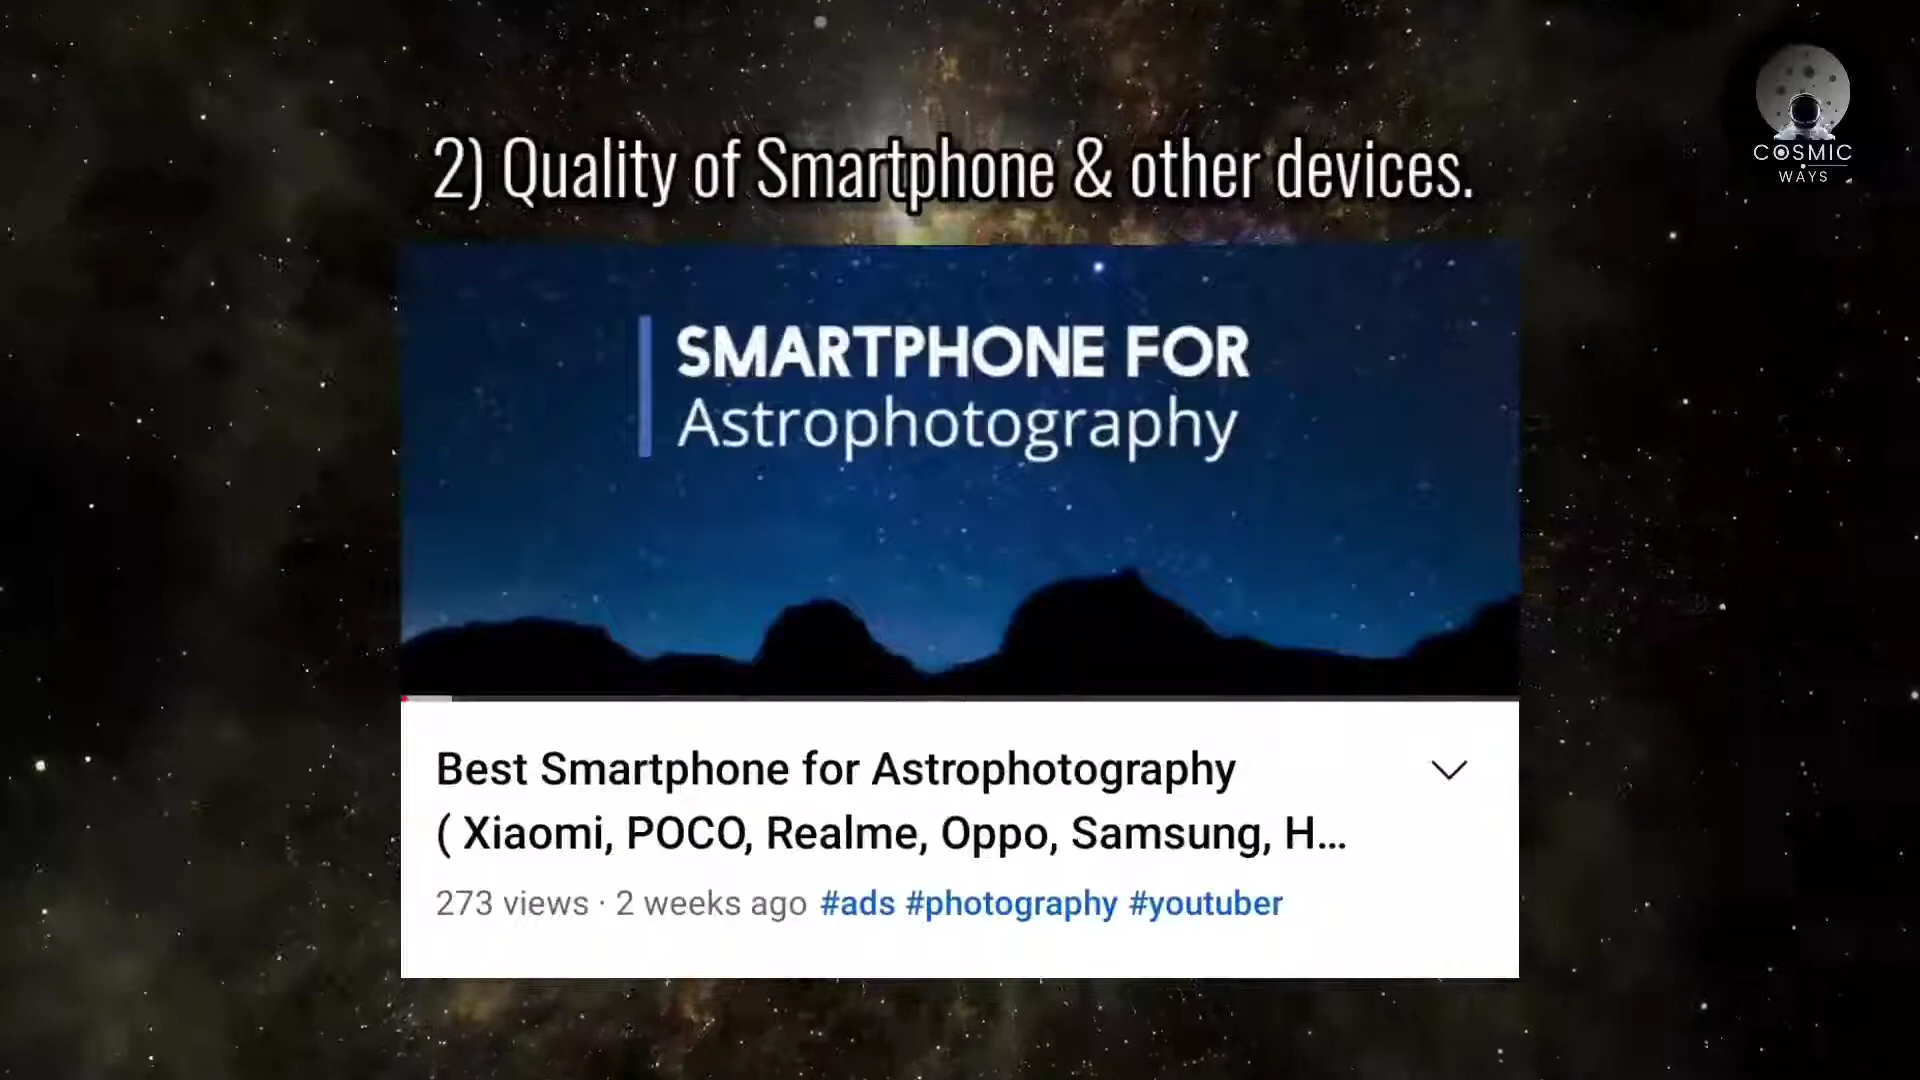 COSMIC
WAYS
2) Quality of Smartphone & other devices.
SMARTPHONE FOR
Astrophotography
Best Smartphone for Astrophotography
( Xiaomi, POCO, Realme, Oppo, Samsung, H...
273 views · 2 weeks ago #ads #photography #youtuber